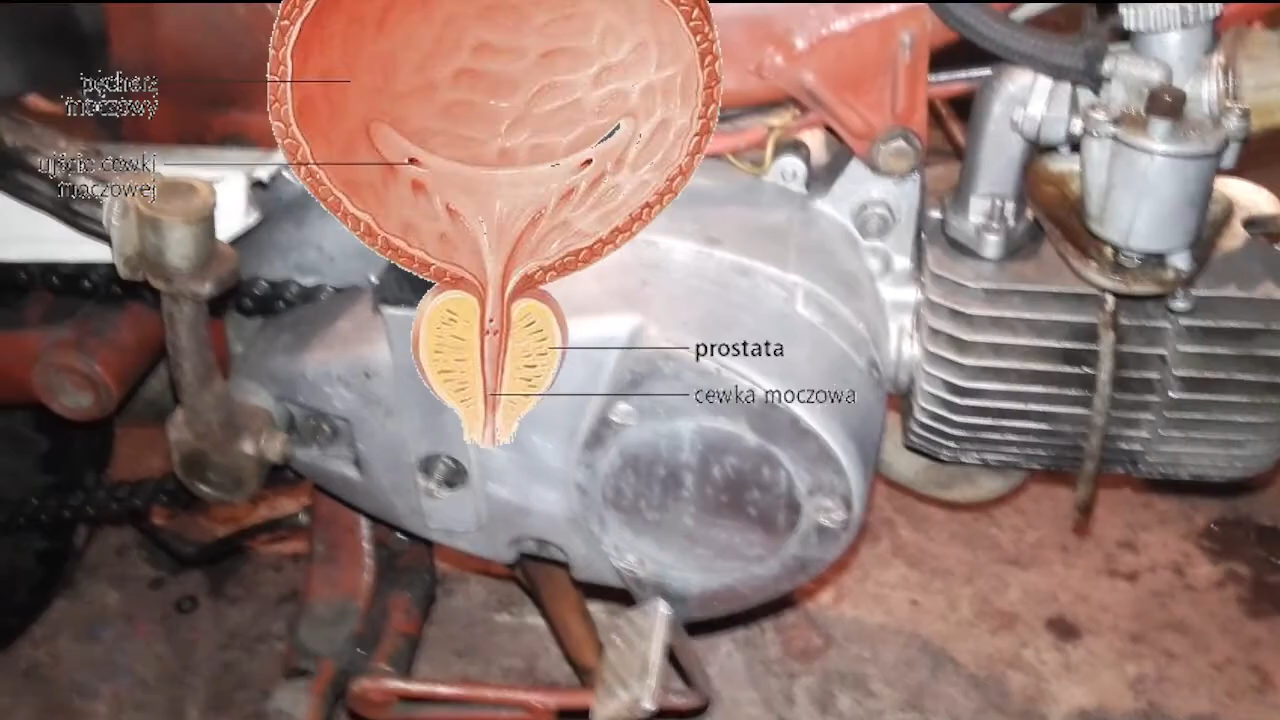 pęcherz
moczowy
ujście cewki
moczowej
prostata
cewka moczowa